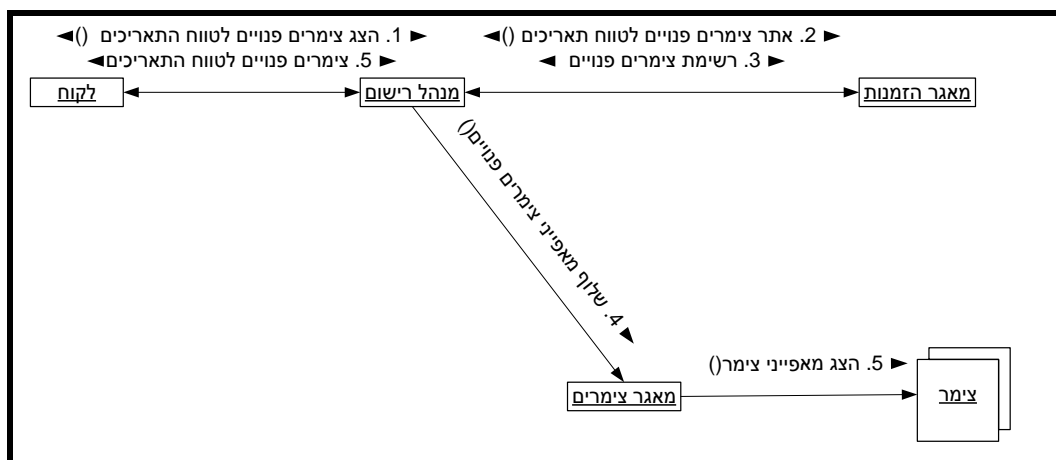 1. הצג צימרים פנויים לטווח התאריכים ()
5. צימרים פנויים לטווח התאריכים
2. אתר צימרים פנויים לטווח תאריכים ()
3. רשימת צימרים פנויים
לקוח
מנהל רישום
מאגר הזמנות
4. שלוף מאפייני צימרים פנויים()
5. הצג מאפייני צימר()
מאגר צימרים
צימר